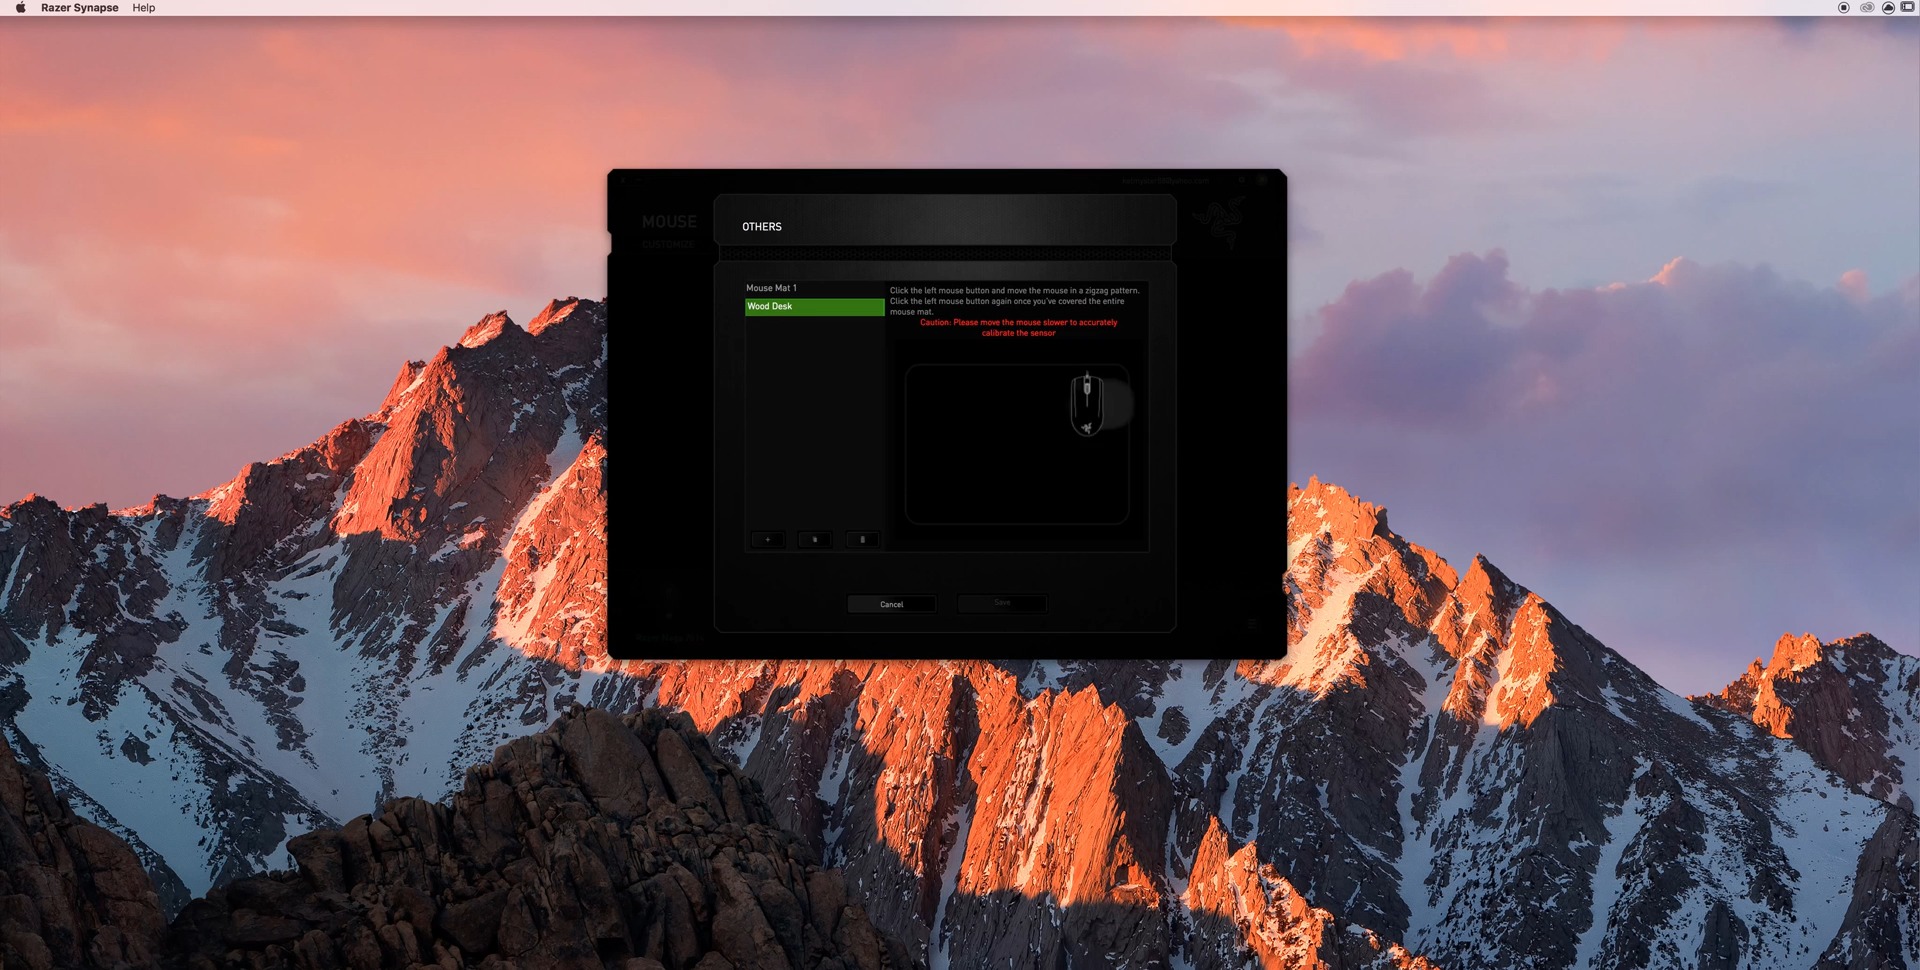 Razer Synapse Help
MOUSE
CUSTOMIZE
OTHERS
Mouse Mat 1
Wood Desk
Click the left mouse button and move the mouse in a zigzag pattern.
Click the left mouse button again once you've covered the entire
mouse mat.
Caution: Please move the mouse slower to accurately
calibrate the sensor
+
Cancel
Save